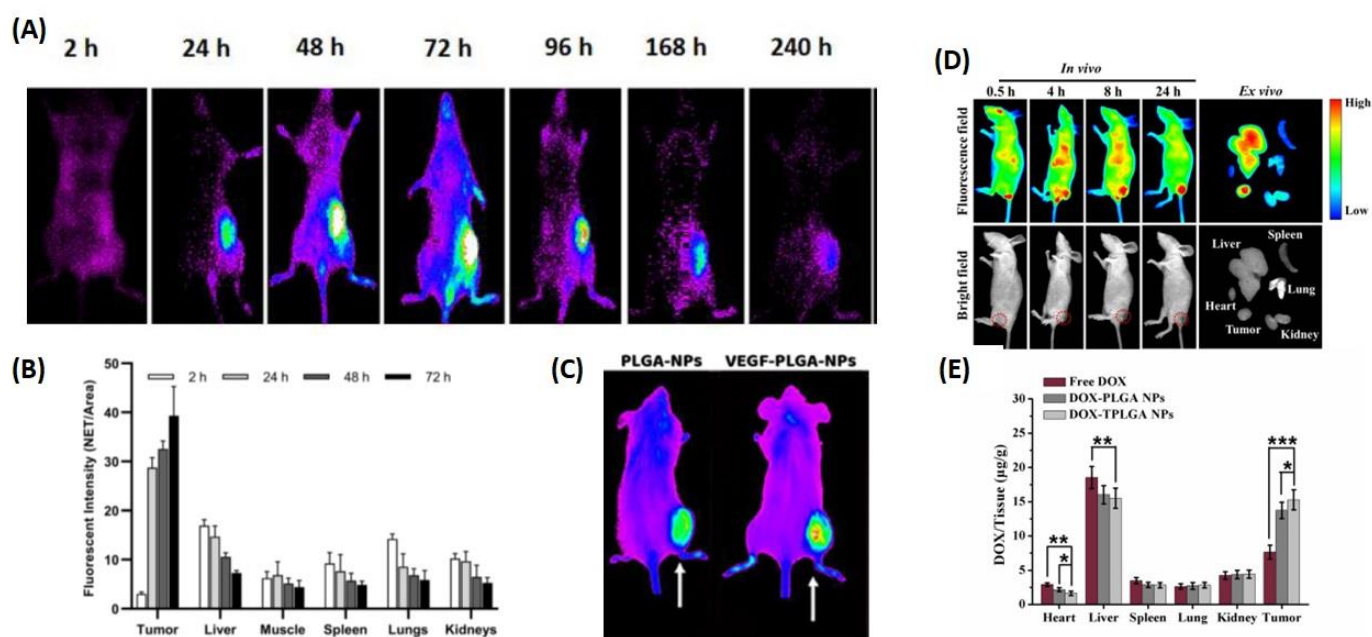 (A)
2 h 24 h 48 h 72 h 96 h 168 h 240 h
(B)
Fluorescent Intensity (NET/Area)
50
40
30
20
10
0
2 h 24 h 48 h 72 h
Tumor Liver Muscle Spleen Lungs Kidneys
(C)
PLGA-NPs VEGF-PLGA-NPs
(D)
In vivo
0.5 h 4 h 8 h 24 h Ex vivo
Fluorescence field
High
Low
Bright field
Liver Spleen
Lung
Heart
Tumor Kidney
(E)
DOX/Tissue (µg/g)
30
25
20
15
10
5
0
Free DOX
DOX-PLGA NPs
DOX-TPLGA NPs
**
*
**
***
*
Heart Liver Spleen Lung Kidney Tumor